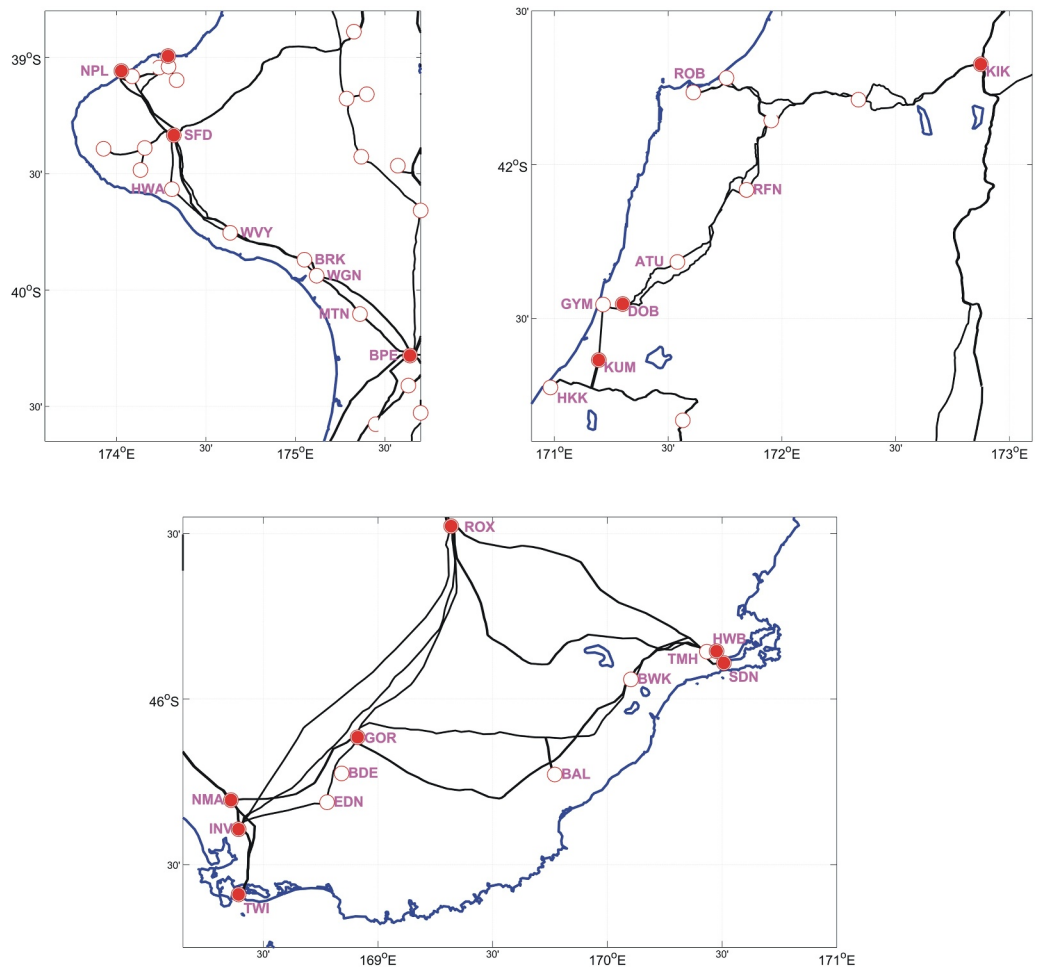 30'
39°S
NPL
ROB
KIK
SFD
30'
HWA
42°S
RFN
WVY
BRK
WGN
ATU
40°S
MTN
GYM
DOB
30'
BPE
KUM
HKK
30'
174°E
30'
175°E
30'
171°E
30'
172°E
30'
173°E
30'
ROX
HWB
TMH
SDN
BWK
46°S
GOR
BDE
BAL
NMA
EDN
INV
30'
TWI
30'
169°E
30'
170°E
30'
171°E